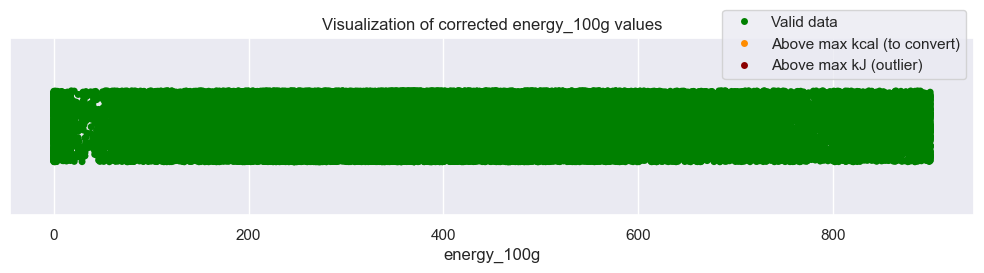 Visualization of corrected energy_100g values
Valid data
Above max kcal (to convert)
Above max kJ (outlier)
0 200 400 600 800
energy_100g